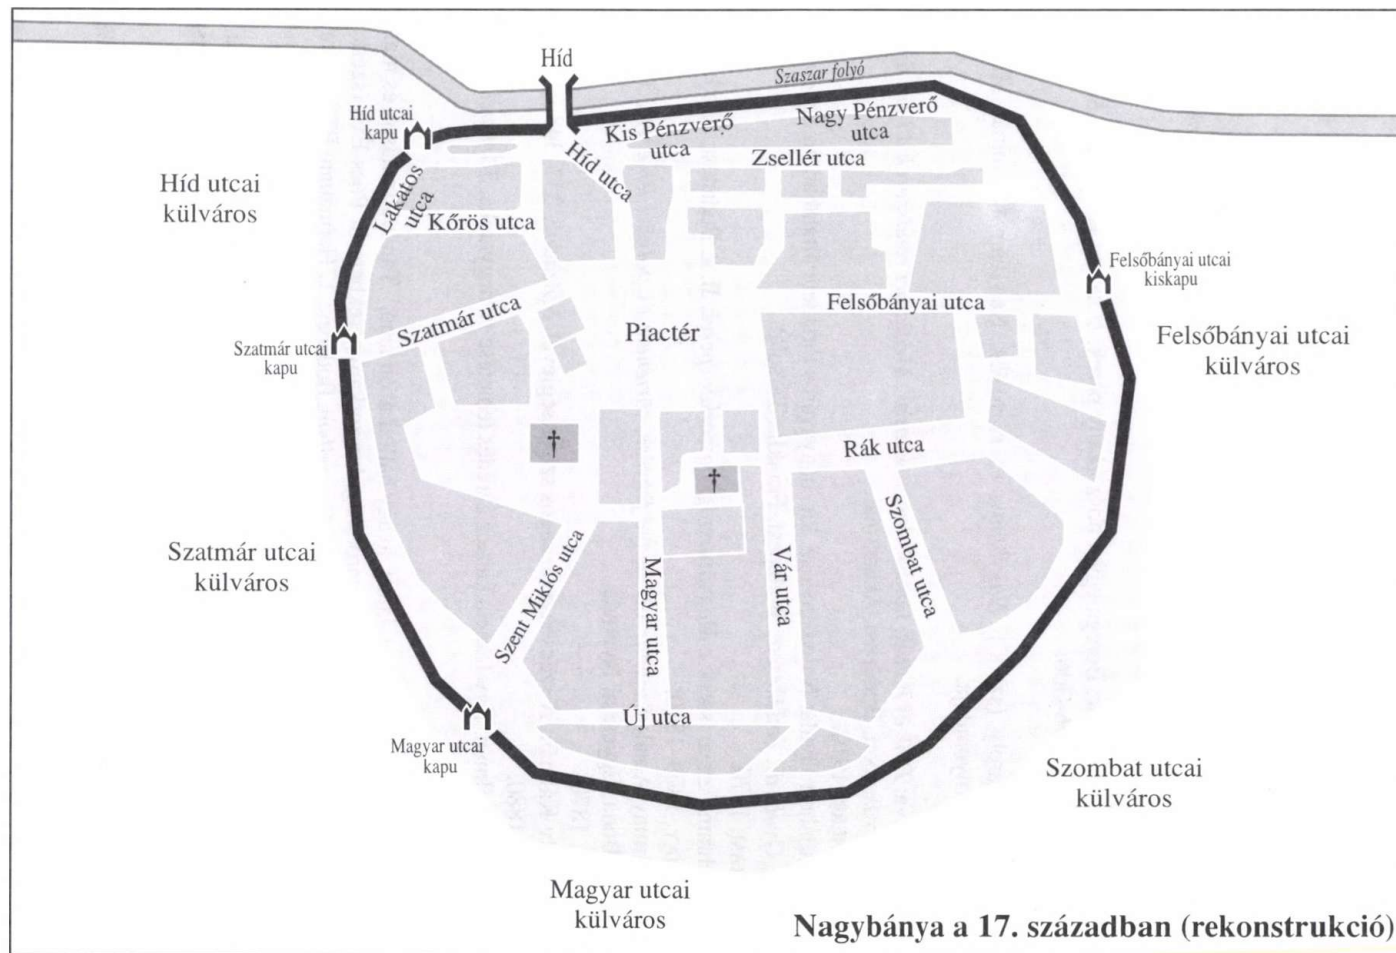 Híd
Szaszar folyó
Híd utcai
kapu
Kis Pénzverő
utca
Nagy Pénzverő
utca
Zsellér utca
Híd utca
Híd utcai
külváros
Lakatos
utca
Kőrös utca
Felsőbányai utcai
kiskapu
Felsőbányai utca
Szatmár utca
Piactér
Szatmár utcai
kapu
Felsőbányai utcai
külváros
†
Rák utca
†
Szombat utca
Szatmár utcai
külváros
Szent Miklós utca
Magyar utca
Vár utca
Új utca
Magyar utcai
kapu
Szombat utcai
külváros
Magyar utcai
külváros
Nagybánya a 17. században (rekonstrukció)